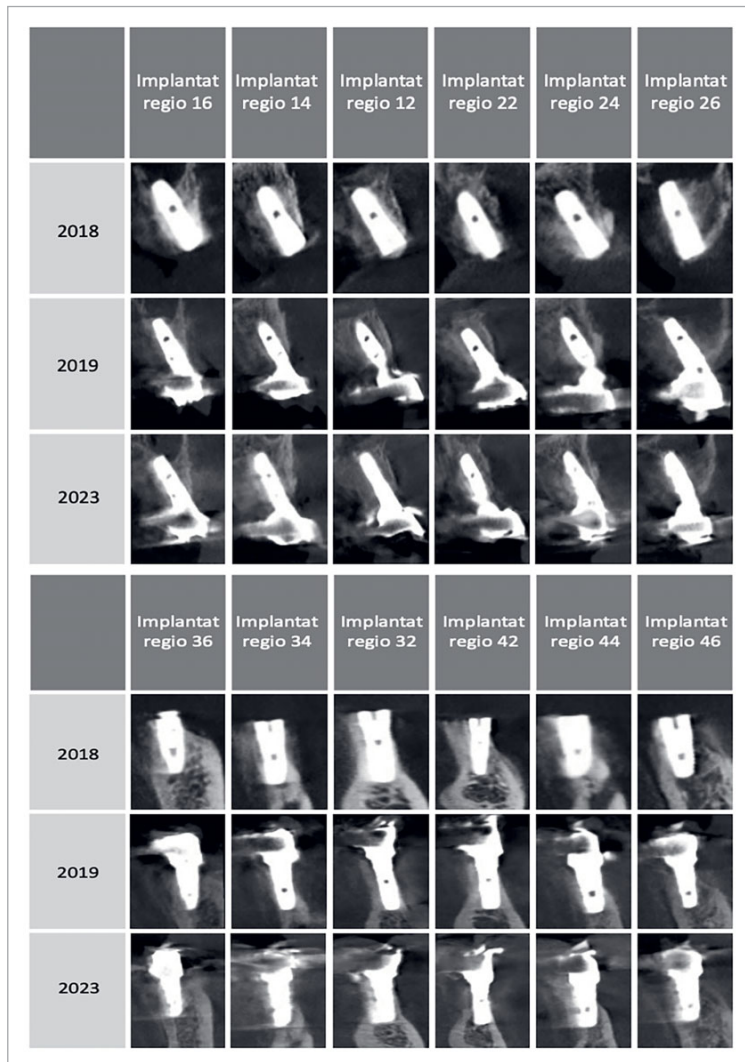 Implantat
regio 16
Implantat
regio 14
Implantat
regio 12
Implantat
regio 22
Implantat
regio 24
Implantat
regio 26
2018
2019
2023
Implantat
regio 36
Implantat
regio 34
Implantat
regio 32
Implantat
regio 42
Implantat
regio 44
Implantat
regio 46
2018
2019
2023